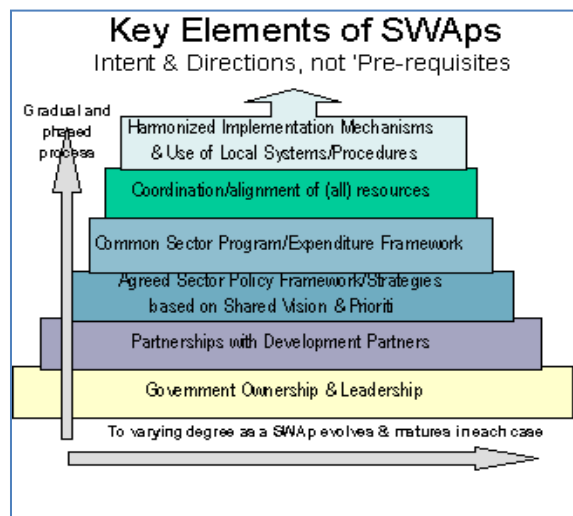 Key Elements of SWAps
Intent & Directions, not 'Pre-requisites
Gradual and
phased
process
Harmonized Implementation Mechanisms
& Use of Local Systems/Procedures
Coordination/alignment of (all) resources
Common Sector Program/Expenditure Framework
Agreed Sector Policy Framework/Strategies
based on Shared Vision & Prioriti
Partnerships with Development Partners
Government Ownership & Leadership
To varying degree as a SWAp evolves & matures in each case